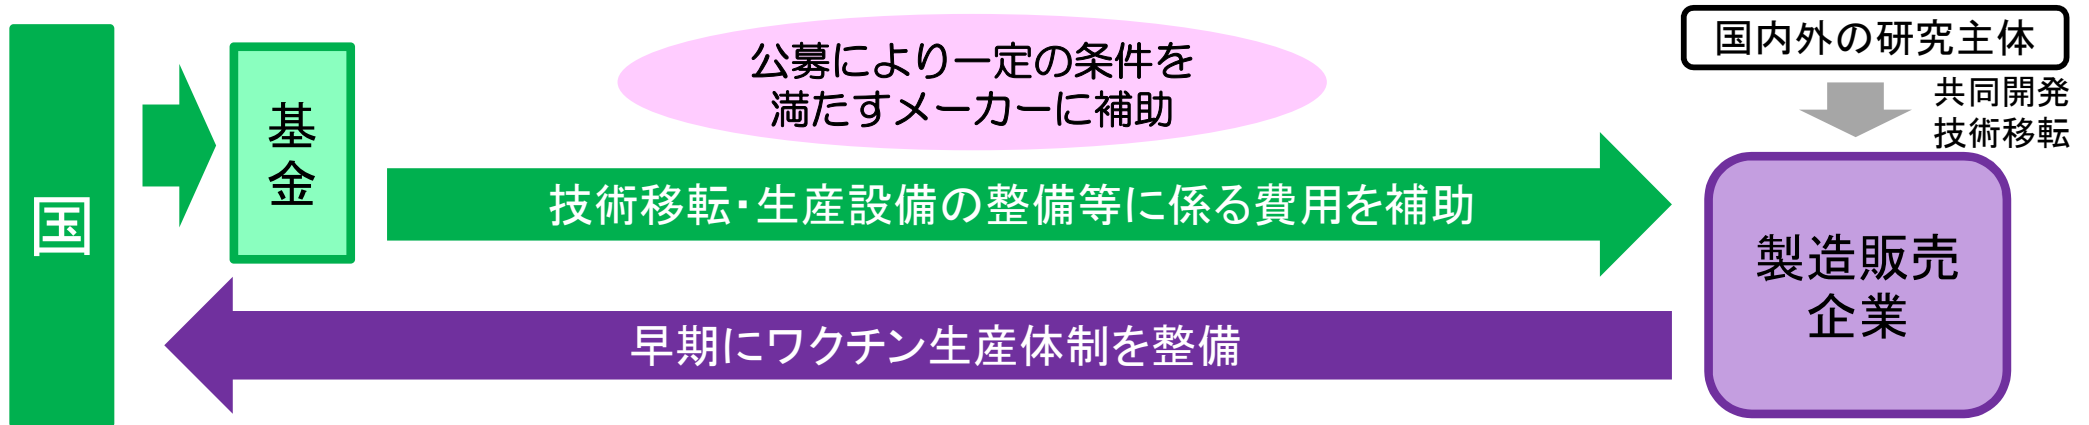 国
基
金
公募により一定の条件を
満たすメーカーに補助
技術移転・生産設備の整備等に係る費用を補助
早期にワクチン生産体制を整備
国内外の研究主体
共同開発
技術移転
製造販売
企業